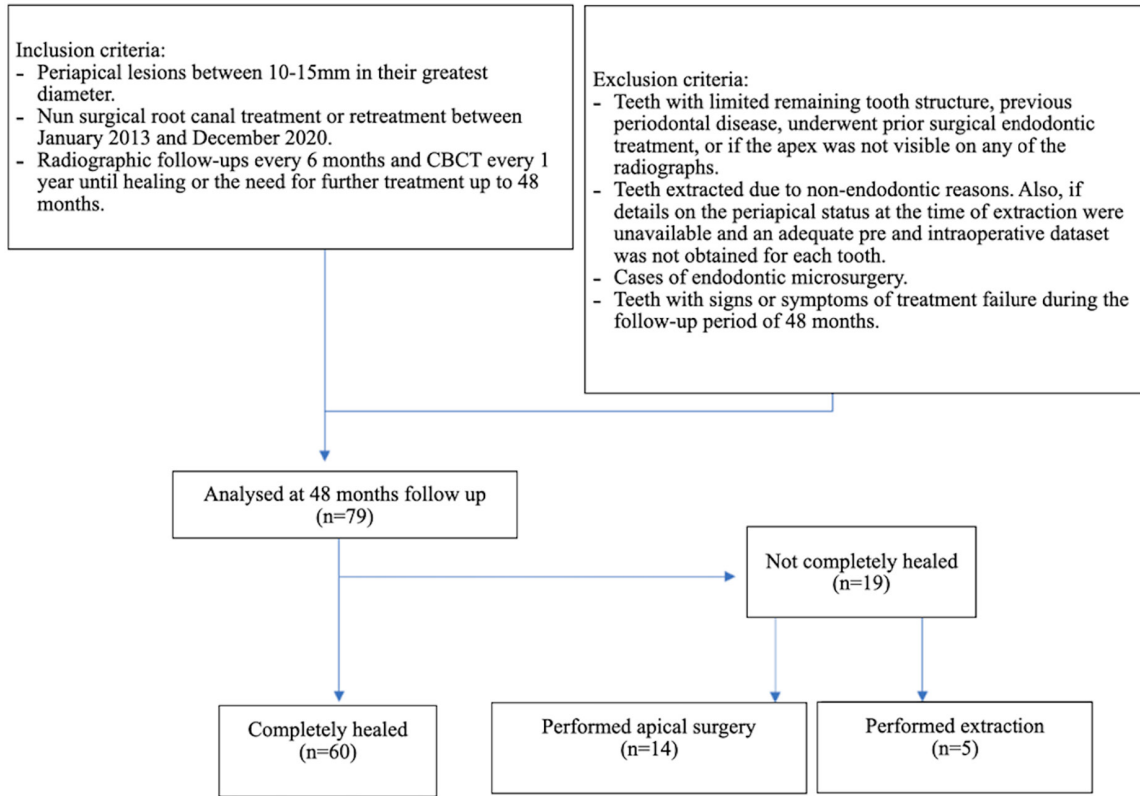 Inclusion criteria:
- Periapical lesions between 10-15mm in their greatest
diameter.
- Nun surgical root canal treatment or retreatment between
January 2013 and December 2020.
- Radiographic follow-ups every 6 months and CBCT every 1
year until healing or the need for further treatment up to 48
months.
Exclusion criteria:
- Teeth with limited remaining tooth structure, previous
periodontal disease, underwent prior surgical endodontic
treatment, or if the apex was not visible on any of the
radiographs.
- Teeth extracted due to non-endodontic reasons. Also, if
details on the periapical status at the time of extraction were
unavailable and an adequate pre and intraoperative dataset
was not obtained for each tooth.
- Cases of endodontic microsurgery.
- Teeth with signs or symptoms of treatment failure during the
follow-up period of 48 months.
Analysed at 48 months follow up
(n=79)
Not completely healed
(n=19)
Completely healed
(n=60)
Performed apical surgery
(n=14)
Performed extraction
(n=5)